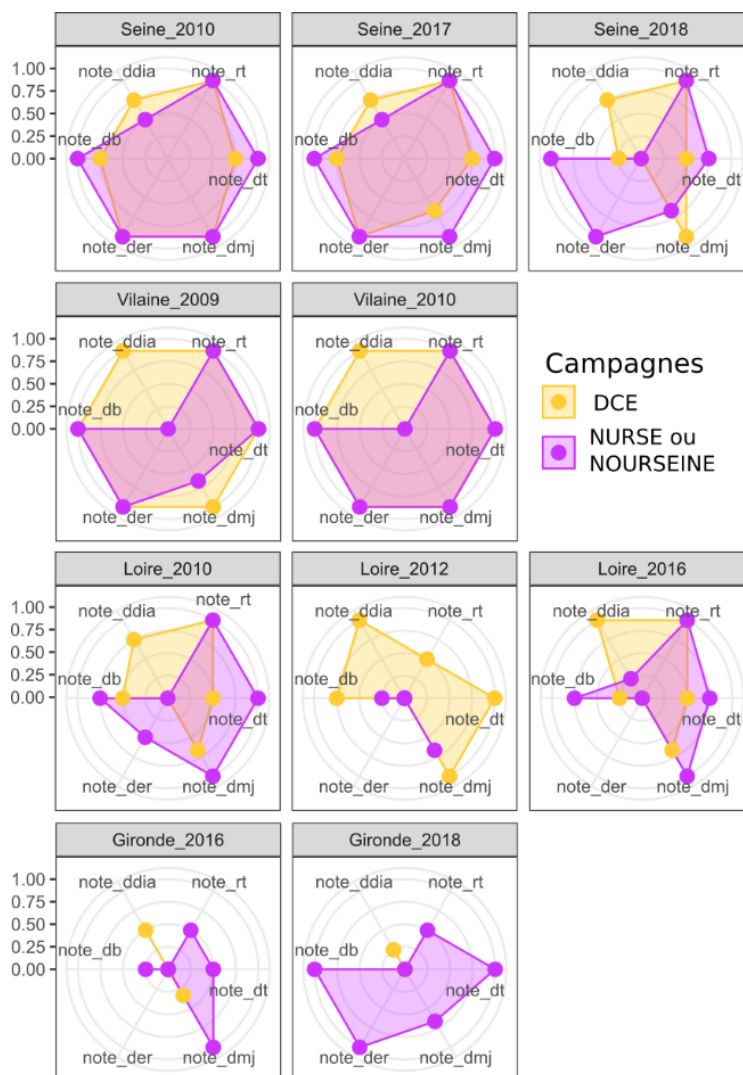 Seine_2010
Seine_2017
Seine_2018
1.00
0.75
0.50
0.25
0.00
note_ddia
note_rt
note_db
note_dt
note_der
note_dmj
note_ddia
note_rt
note_db
note_dt
note_der
note_dmj
note_ddia
note_rt
note_db
note_dt
note_der
note_dmj
Vilaine_2009
Vilaine_2010
1.00
0.75
0.50
0.25
0.00
note_ddia
note_rt
note_db
note_dt
note_der
note_dmj
note_ddia
note_rt
note_db
note_dt
note_der
note_dmj
Campagnes
DCE
NURSE ou
NOURSEINE
Loire_2010
Loire_2012
Loire_2016
1.00
0.75
0.50
0.25
0.00
note_ddia
note_rt
note_db
note_dt
note_der
note_dmj
note_ddia
note_rt
note_db
note_dt
note_der
note_dmj
note_ddia
note_rt
note_db
note_dt
note_der
note_dmj
Gironde_2016
Gironde_2018
1.00
0.75
0.50
0.25
0.00
note_ddia
note_rt
note_db
note_dt
note_der
note_dmj
note_ddia
note_rt
note_db
note_dt
note_der
note_dmj